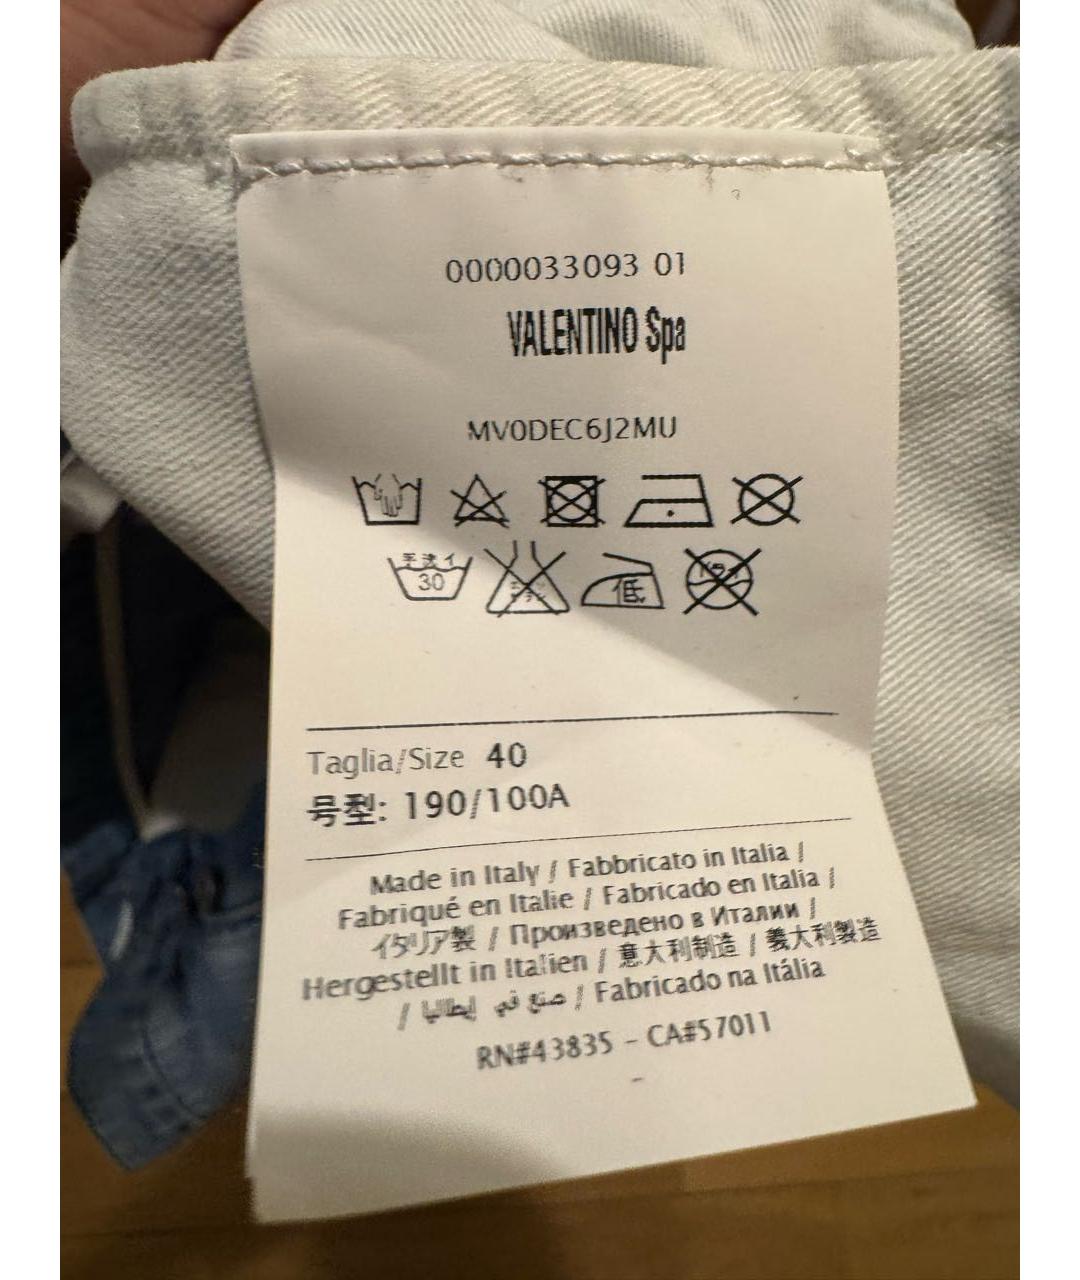 0000033093 01
VALENTINO Spa
MV0DEC6J2MU
手洗イ
30
低
Taglia/Size 40
号型: 190/100A
Made in Italy / Fabbricato in Italia /
Fabriqué en Italie / Fabricado en Italia /
イタリア製 / Произведено в Италии /
Hergestellt in Italien / 意大利制造 / 義大利製造
/ صنع في إيطاليا / Fabricado na Itália
RN#43835 - CA#57011
-